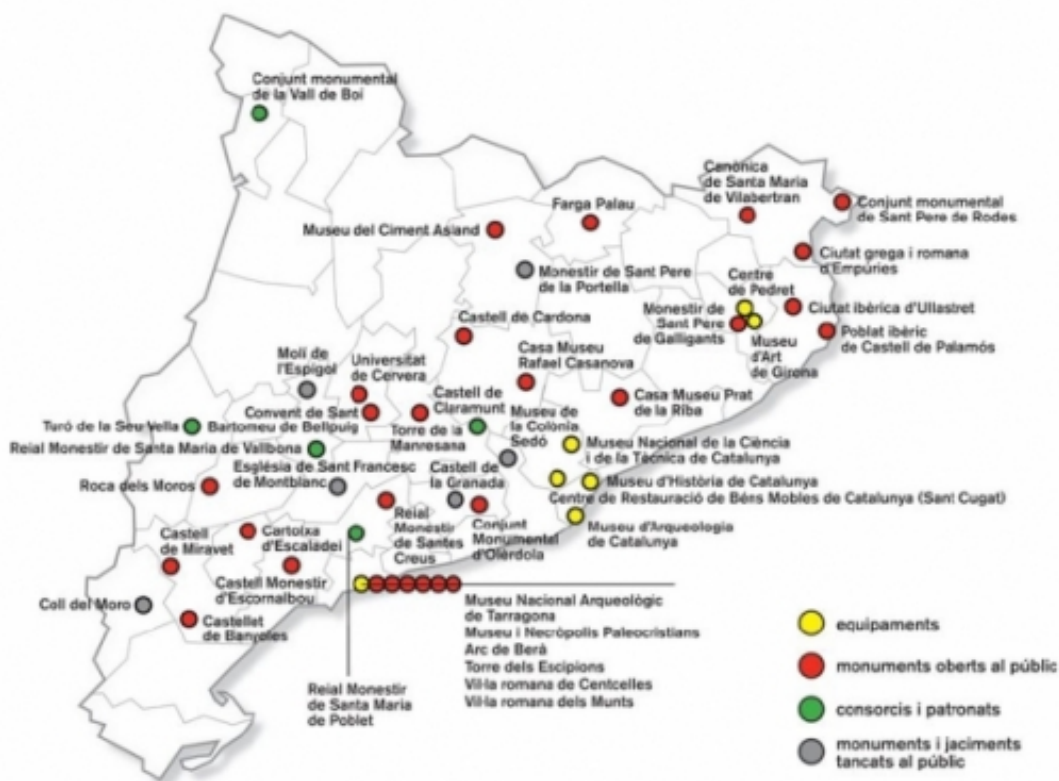 Conjunt monumental
de la Vall de Boí
Canònica
de Santa Maria
de Vilabertran
Farga Palau
Conjunt monumental
de Sant Pere de Rodes
Museu del Ciment Asland
Ciutat grega i romana
d'Empúries
Monestir de Sant Pere
de la Portella
Centre
de Pedret
Monestir de
Sant Pere
de Galligants
Ciutat ibèrica d'Ullastret
Castell de Cardona
Poblat ibèric
de Castell de Palamós
Museu
d'Art
de Girona
Casa Museu
Rafael Casanova
Molí de
l'Espígol
Universitat
de Cervera
Castell de
Claramunt
Casa Museu Prat
de la Riba
Convent de Sant
Bartomeu de Bellpuig
Museu de
la Colònia
Sedó
Turó de la Seu Vella
Torre de la
Manresana
Reial Monestir de Santa Maria de Vallbona
Museu Nacional de la Ciència
i de la Tècnica de Catalunya
Església de Sant Francesc
de Montblanc
Castell de
la Granada
Roca dels Moros
Museu d'Història de Catalunya
Centre de Restauració de Béns Mobles de Catalunya (Sant Cugat)
Reial
Monestir
de Santes
Creus
Conjunt
Monumental
d'Olèrdola
Museu d'Arqueologia
de Catalunya
Castell
de Miravet
Cartoixa
d'Escaladei
Castell Monestir
d'Escornalbou
Coll del Moro
Castellet
de Banyoles
Museu Nacional Arqueològic
de Tarragona
Museu i Necròpolis Paleocristians
Arc de Berà
Torre dels Escipions
Vil·la romana de Centcelles
Vil·la romana dels Munts
Reial Monestir
de Santa Maria
de Poblet
equipaments
monuments oberts al públic
consorcis i patronats
monuments i jaciments
tancats al públic